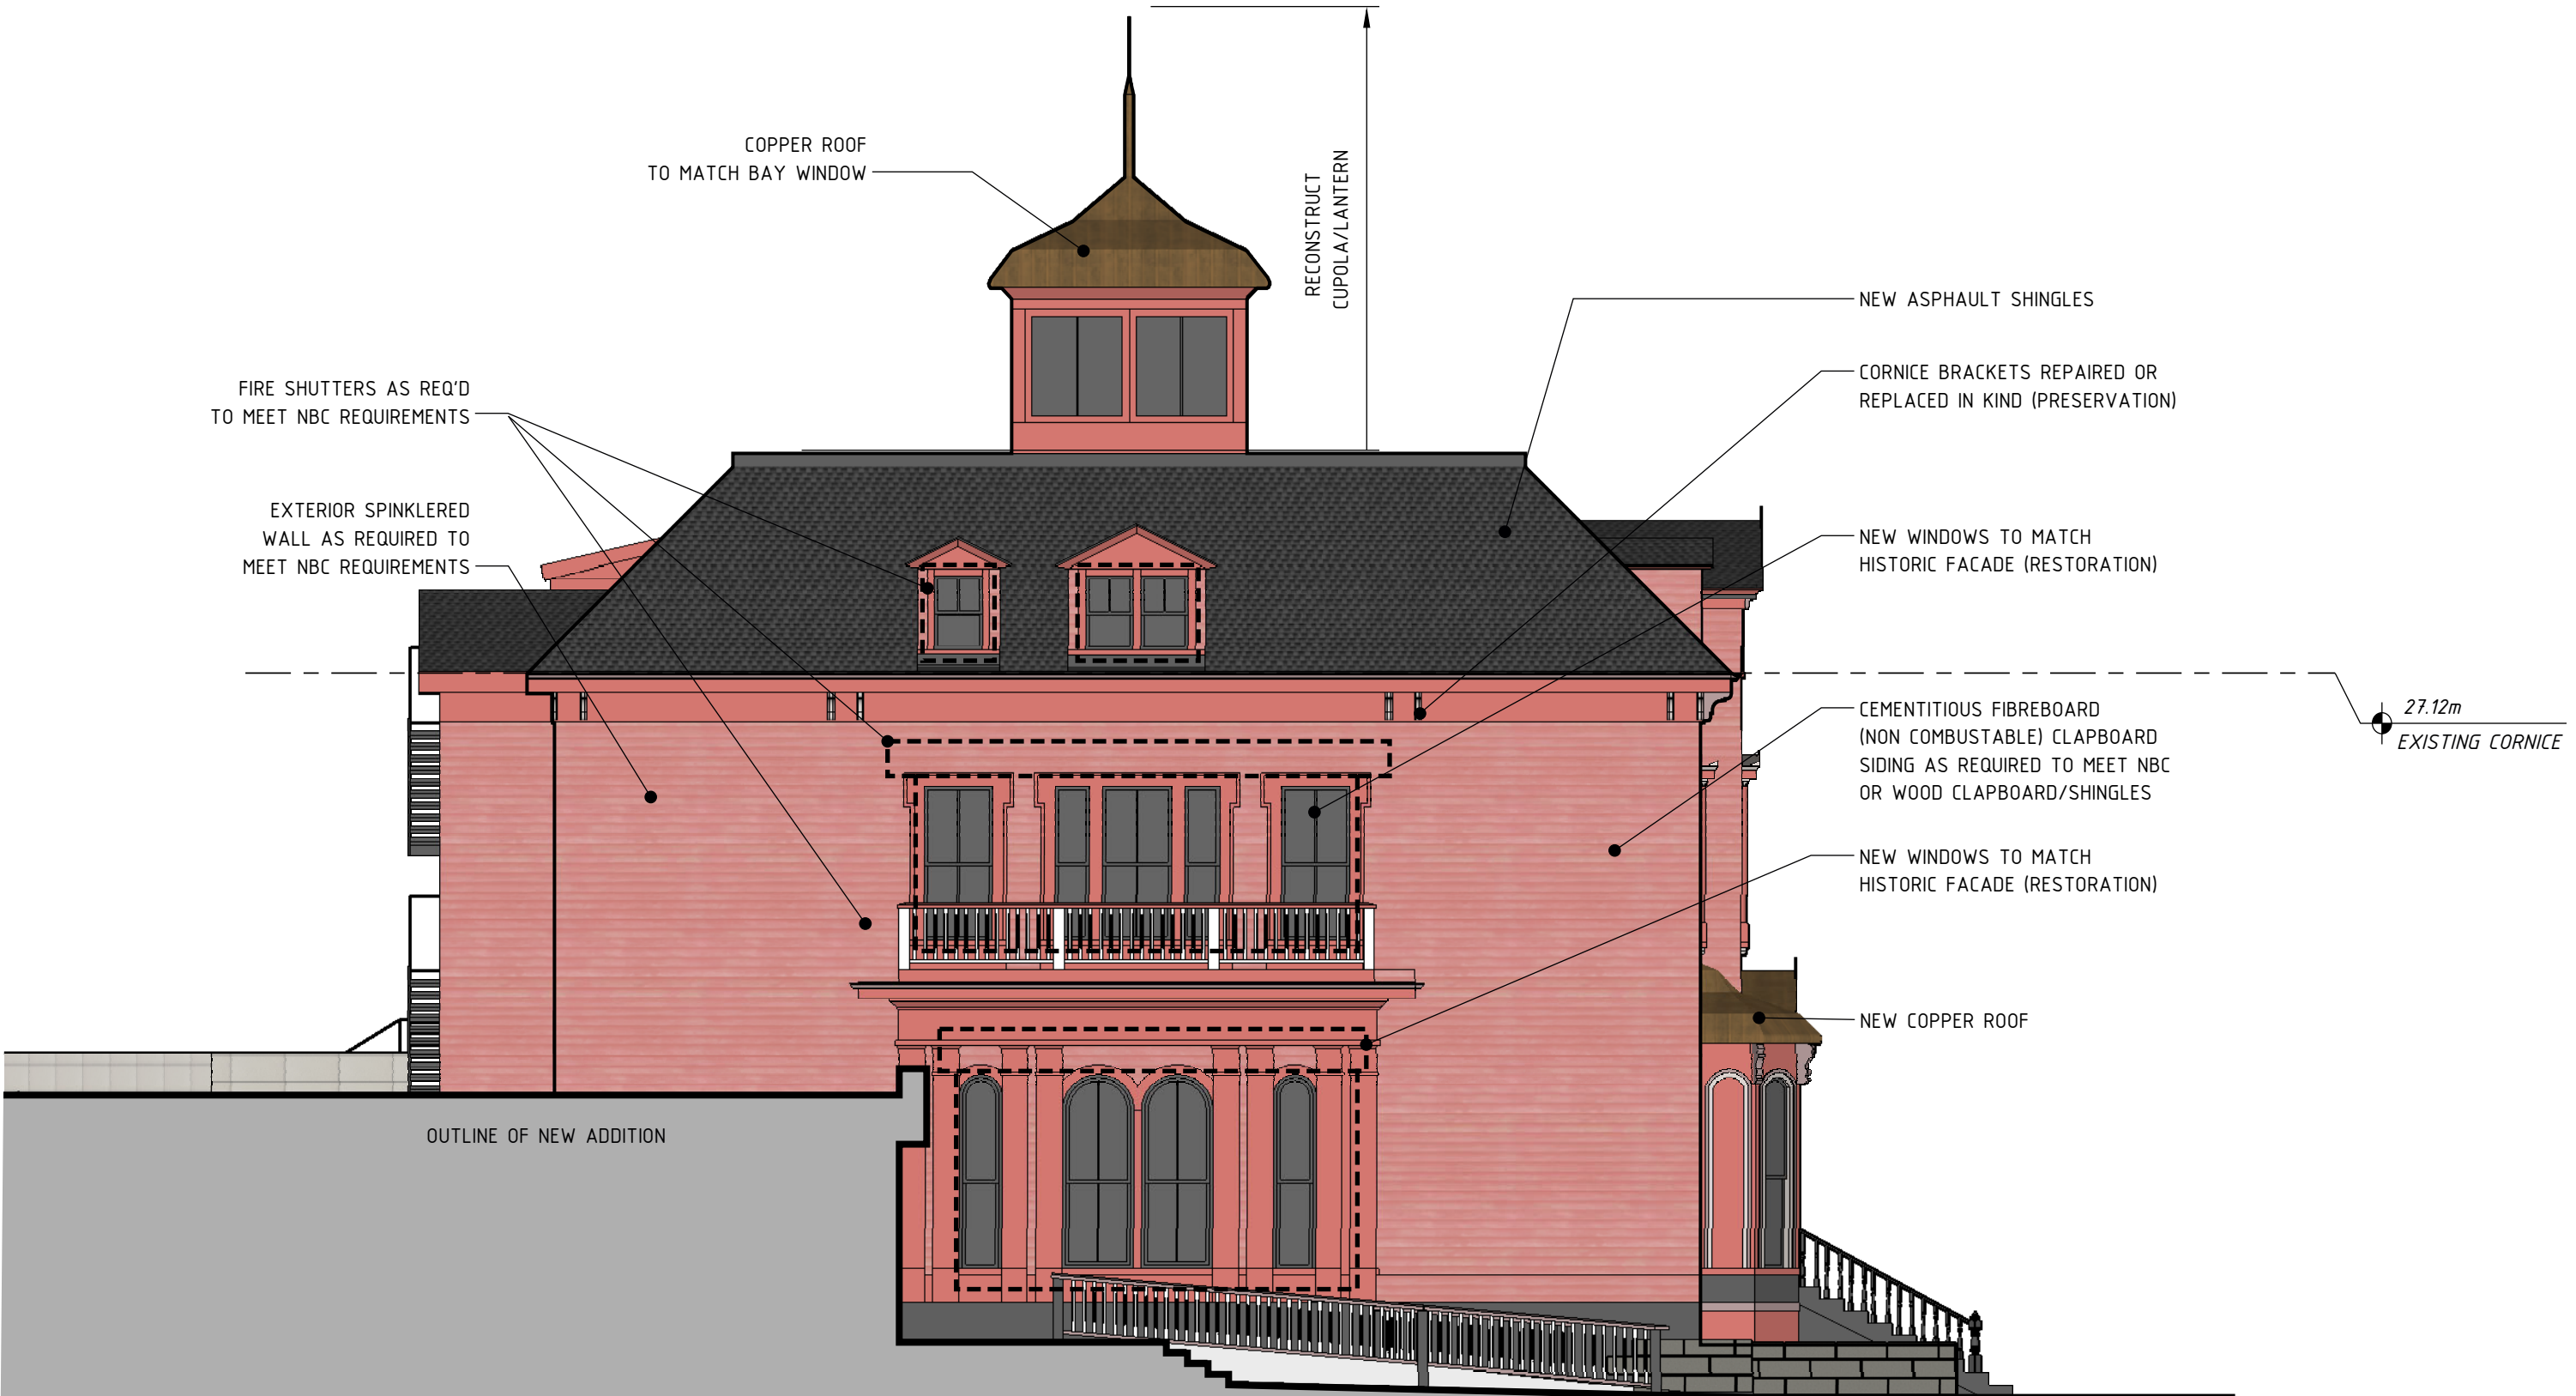 COPPER ROOF
TO MATCH BAY WINDOW
RECONSTRUCT
CUPOLA/LANTERN
FIRE SHUTTERS AS REQ'D
TO MEET NBC REQUIREMENTS
EXTERIOR SPINKLERED
WALL AS REQUIRED TO
MEET NBC REQUIREMENTS
NEW ASPHAULT SHINGLES
CORNICE BRACKETS REPAIRED OR
REPLACED IN KIND (PRESERVATION)
NEW WINDOWS TO MATCH
HISTORIC FACADE (RESTORATION)
CEMENTITIOUS FIBREBOARD
(NON COMBUSTABLE) CLAPBOARD
SIDING AS REQUIRED TO MEET NBC
OR WOOD CLAPBOARD/SHINGLES
27.12m
EXISTING CORNICE
NEW WINDOWS TO MATCH
HISTORIC FACADE (RESTORATION)
NEW COPPER ROOF
OUTLINE OF NEW ADDITION